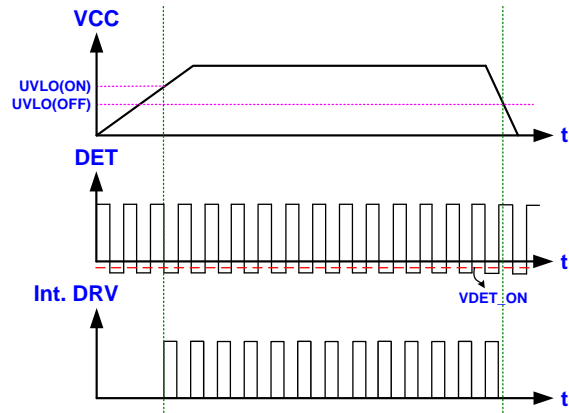 VCC
UVLO(ON)
UVLO(OFF)
t
DET
t
VDET_ON
Int. DRV
t